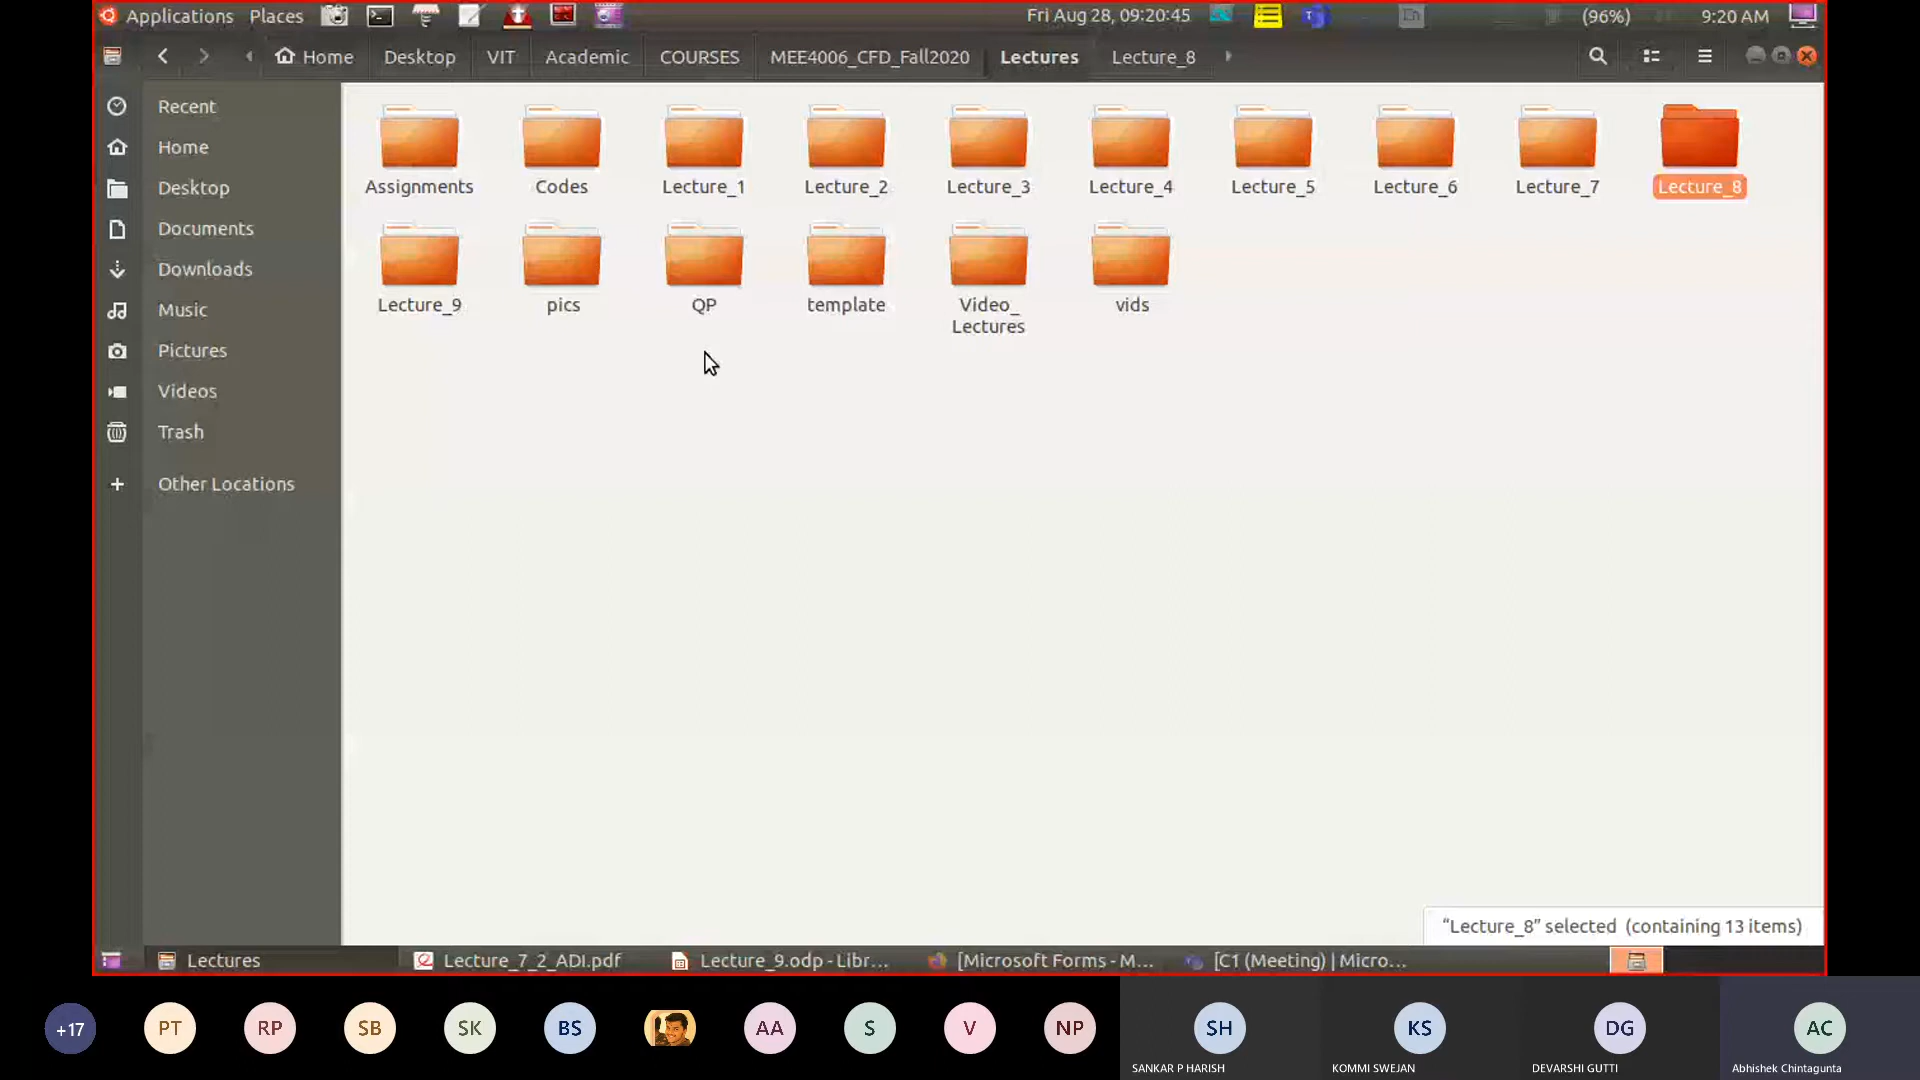 Applications Places Fri Aug 28, 09:20:45 En (96%) 9:20 AM
Home Desktop VIT Academic COURSES MEE4006_CFD_Fall2020 Lectures Lecture_8
Recent
Home
Desktop
Documents
Downloads
Music
Pictures
Videos
Trash
Other Locations
Assignments Codes Lecture_1 Lecture_2 Lecture_3 Lecture_4 Lecture_5 Lecture_6 Lecture_7 Lecture_8
Lecture_9 pics QP template Video_ vids
Lectures
“Lecture_8” selected (containing 13 items)
Lectures Lecture_7_2_ADI.pdf Lecture_9.odp - Libr... [Microsoft Forms - M... [C1 (Meeting) | Micro...
+17 PT RP SB SK BS AA S V NP SH KS DG AC
SANKAR P HARISH KOMMI SWEJAN DEVARSHI GUTTI Abhishek Chintagunta